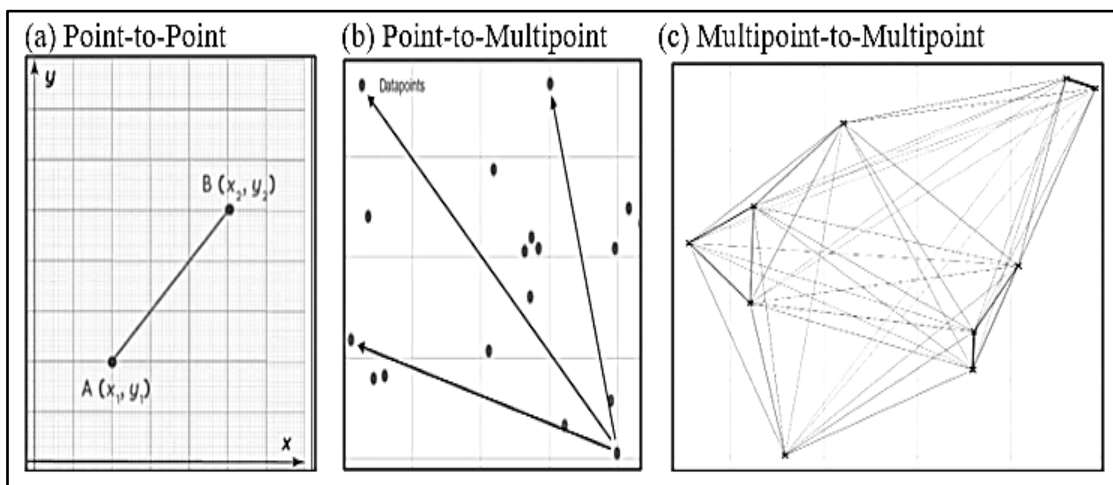 (a) Point-to-Point
y
B (x₂, y₂)
A (x₁, y₁)
x
(b) Point-to-Multipoint
Datapoints
(c) Multipoint-to-Multipoint